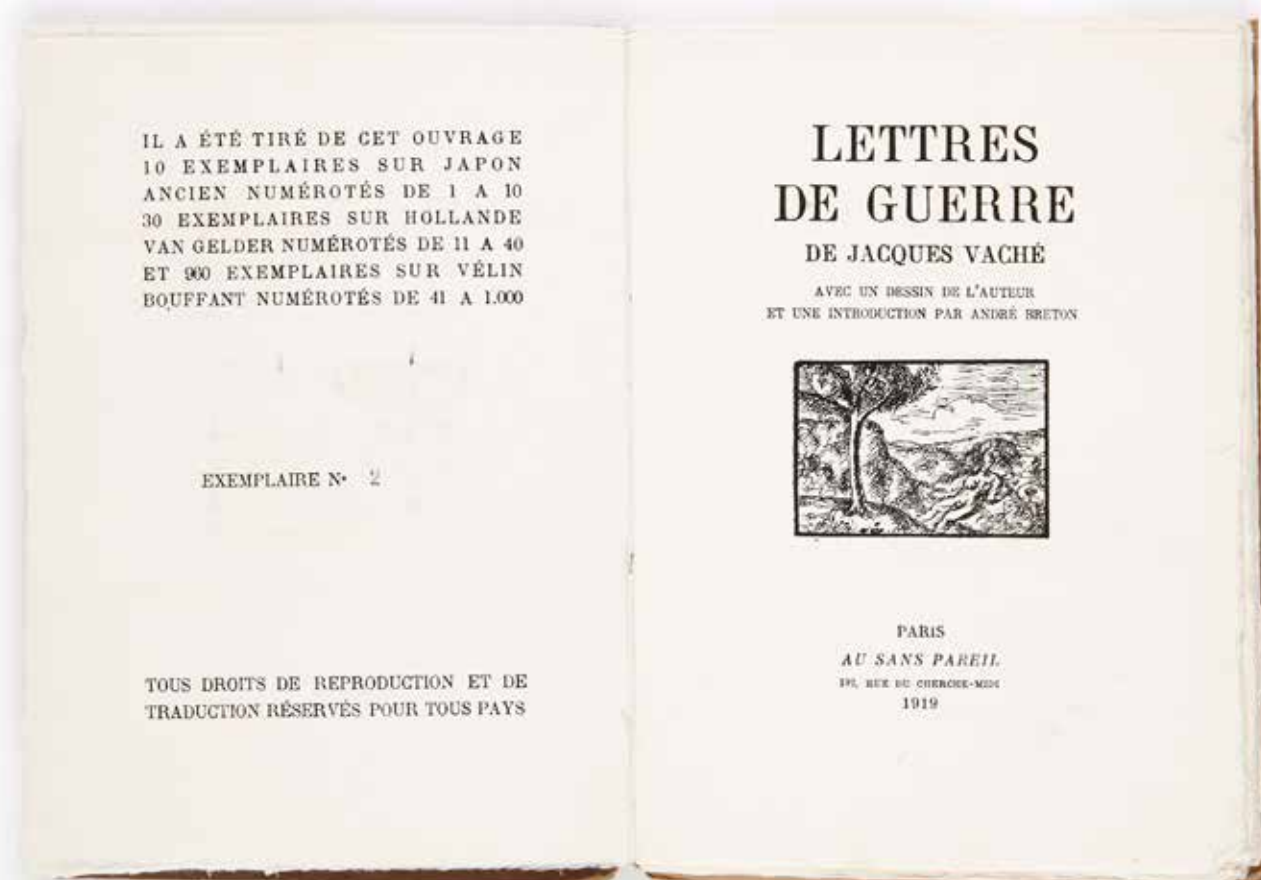 IL A ÉTÉ TIRÉ DE CET OUVRAGE
10 EXEMPLAIRES SUR JAPON
ANCIEN NUMÉROTÉS DE 1 A 10
30 EXEMPLAIRES SUR HOLLANDE
VAN GELDER NUMÉROTÉS DE 11 A 40
ET 960 EXEMPLAIRES SUR VÉLIN
BOUFFANT NUMÉROTÉS DE 41 A 1.000
EXEMPLAIRE N° 2
TOUS DROITS DE REPRODUCTION ET DE
TRADUCTION RÉSERVÉS POUR TOUS PAYS
LETTRES
DE GUERRE
DE JACQUES VACHÉ
AVEC UN DESSIN DE L'AUTEUR
ET UNE INTRODUCTION PAR ANDRÉ BRETON
PARIS
AU SANS PAREIL
RUE DU CHERCHE-MIDI
1919